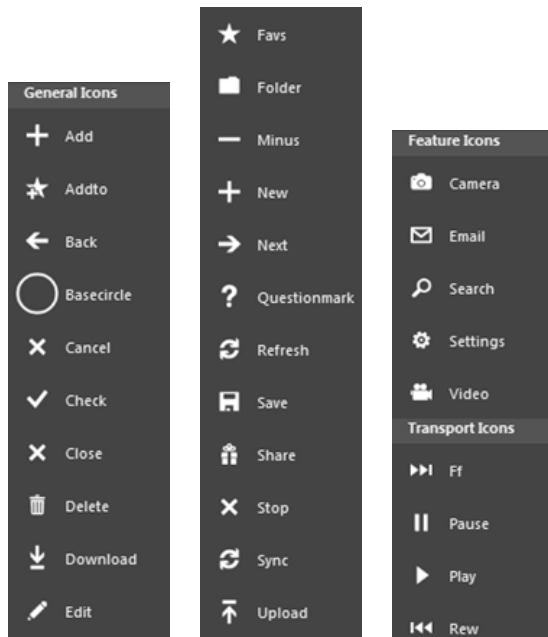 General Icons
Add
Addto
Back
Basecircle
Cancel
Check
Close
Delete
Download
Edit
Favs
Folder
Minus
New
Next
Questionmark
Refresh
Save
Share
Stop
Sync
Upload
Feature Icons
Camera
Email
Search
Settings
Video
Transport Icons
Ff
Pause
Play
Rew